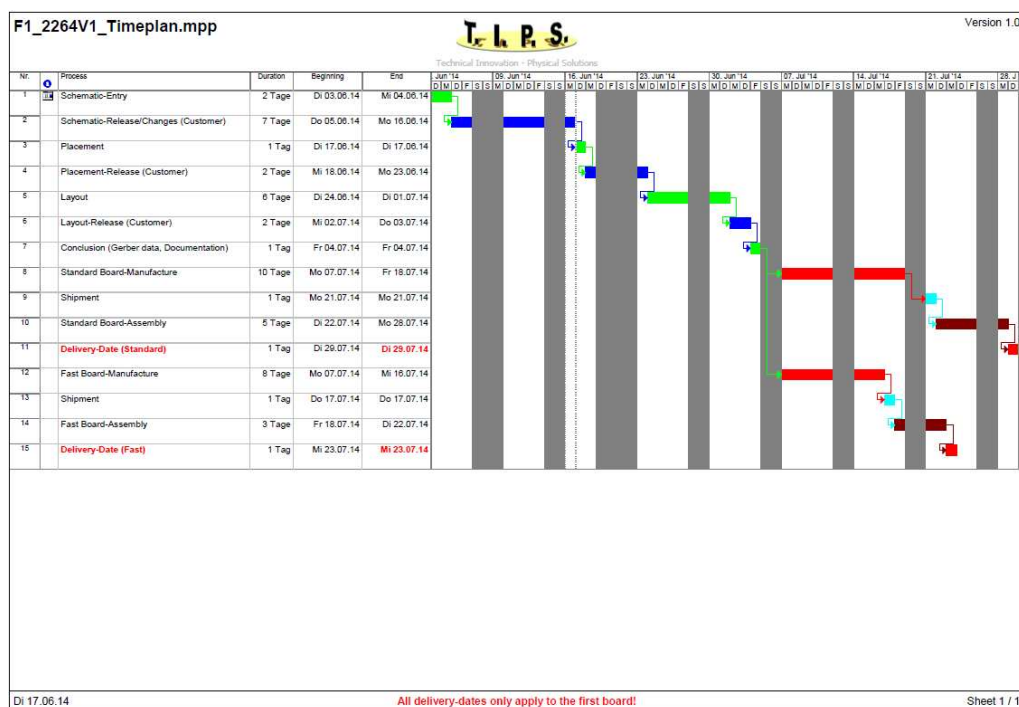 F1_2264V1_Timeplan.mpp
T. I. P. S.
Technical Innovation - Physical Solutions
Version 1.0
Nr. Process Duration Beginning End . Jun '14 09. Jun '14 16. Jun '14 23. Jun '14 30. Jun '14 07. Jul '14 14. Jul '14 21. Jul '14 28. J
D M D F S S M D M D F S S M D M D F S S M D M D F S S M D M D F S S M D M D F S S M D M D F S S M D M D F S S M D
1 Schematic-Entry 2 Tage Di 03.06.14 Mi 04.06.14
2 Schematic-Release/Changes (Customer) 7 Tage Do 05.06.14 Mo 16.06.14
3 Placement 1 Tag Di 17.06.14 Di 17.06.14
4 Placement-Release (Customer) 2 Tage Mi 18.06.14 Mo 23.06.14
5 Layout 6 Tage Di 24.06.14 Di 01.07.14
6 Layout-Release (Customer) 2 Tage Mi 02.07.14 Do 03.07.14
7 Conclusion (Gerber data, Documentation) 1 Tag Fr 04.07.14 Fr 04.07.14
8 Standard Board-Manufacture 10 Tage Mo 07.07.14 Fr 18.07.14
9 Shipment 1 Tag Mo 21.07.14 Mo 21.07.14
10 Standard Board-Assembly 5 Tage Di 22.07.14 Mo 28.07.14
11 Delivery-Date (Standard) 1 Tag Di 29.07.14 Di 29.07.14
12 Fast Board-Manufacture 8 Tage Mo 07.07.14 Mi 16.07.14
13 Shipment 1 Tag Do 17.07.14 Do 17.07.14
14 Fast Board-Assembly 3 Tage Fr 18.07.14 Di 22.07.14
15 Delivery-Date (Fast) 1 Tag Mi 23.07.14 Mi 23.07.14
Di 17.06.14 All delivery-dates only apply to the first board! Sheet 1 / 1